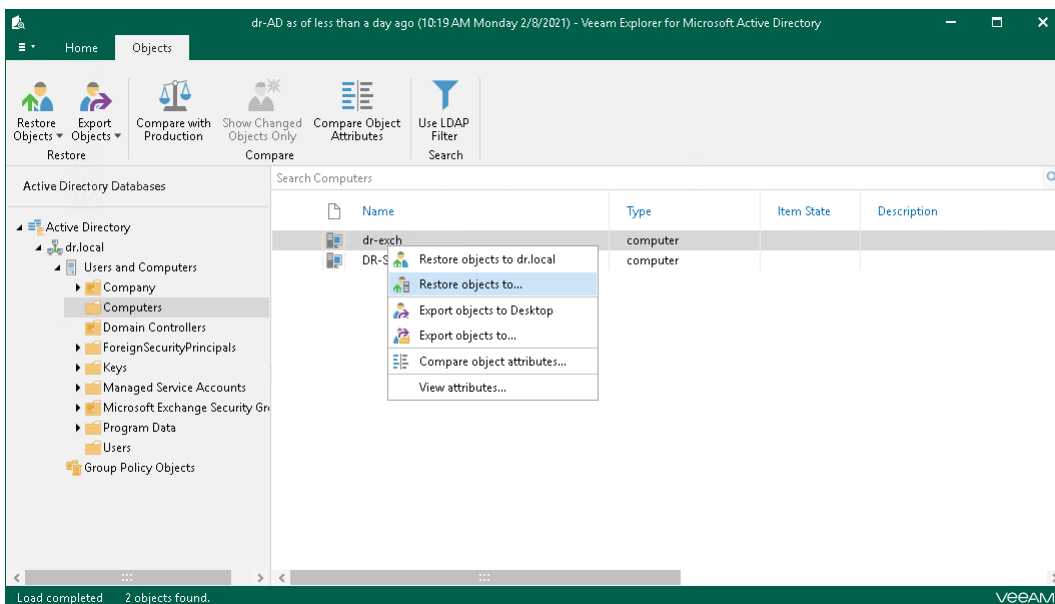 dr-AD as of less than a day ago (10:19 AM Monday 2/8/2021) - Veeam Explorer for Microsoft Active Directory
Home Objects
Restore Objects
Export Objects
Compare with Production
Show Changed Objects Only
Compare Object Attributes
Use LDAP Filter
Restore Compare Search
Active Directory Databases
Search Computers
Name Type Item State Description
Active Directory
dr.local
Users and Computers
Company
Computers
Domain Controllers
ForeignSecurityPrincipals
Keys
Managed Service Accounts
Microsoft Exchange Security Gr
Program Data
Users
Group Policy Objects
dr-exch computer
DR-S computer
Restore objects to dr.local
Restore objects to...
Export objects to Desktop
Export objects to...
Compare object attributes...
View attributes...
Load completed 2 objects found.
veeam